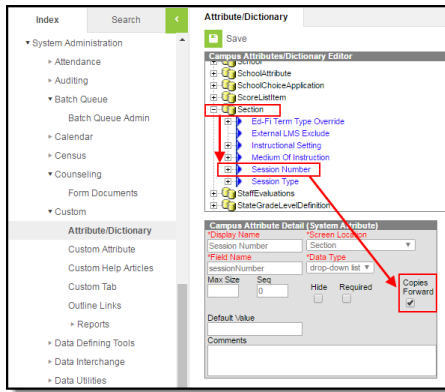 Index
Search
System Administration
Attendance
Auditing
Batch Queue
Batch Queue Admin
Calendar
Census
Counseling
Form Documents
Custom
Attribute/Dictionary
Custom Attribute
Custom Help Articles
Custom Tab
Outline Links
Reports
Data Defining Tools
Data Interchange
Data Utilities
Attribute/Dictionary
Save
Campus Attributes/Dictionary Editor
School
SchoolAttribute
SchoolChoiceApplication
ScoreListItem
Section
Ed-Fi Term Type Override
External LMS Exclude
Instructional Setting
Medium Of Instruction
Session Number
Session Type
StaffEvaluations
StateGradeLevelDefinition
Campus Attribute Detail (System Attribute)
*Display Name *Screen Location
Session Number Section
*Field Name *Data Type
sessionNumber drop-down list
Max Size Seq Hide Required Copies Forward
0
Default Value
Comments